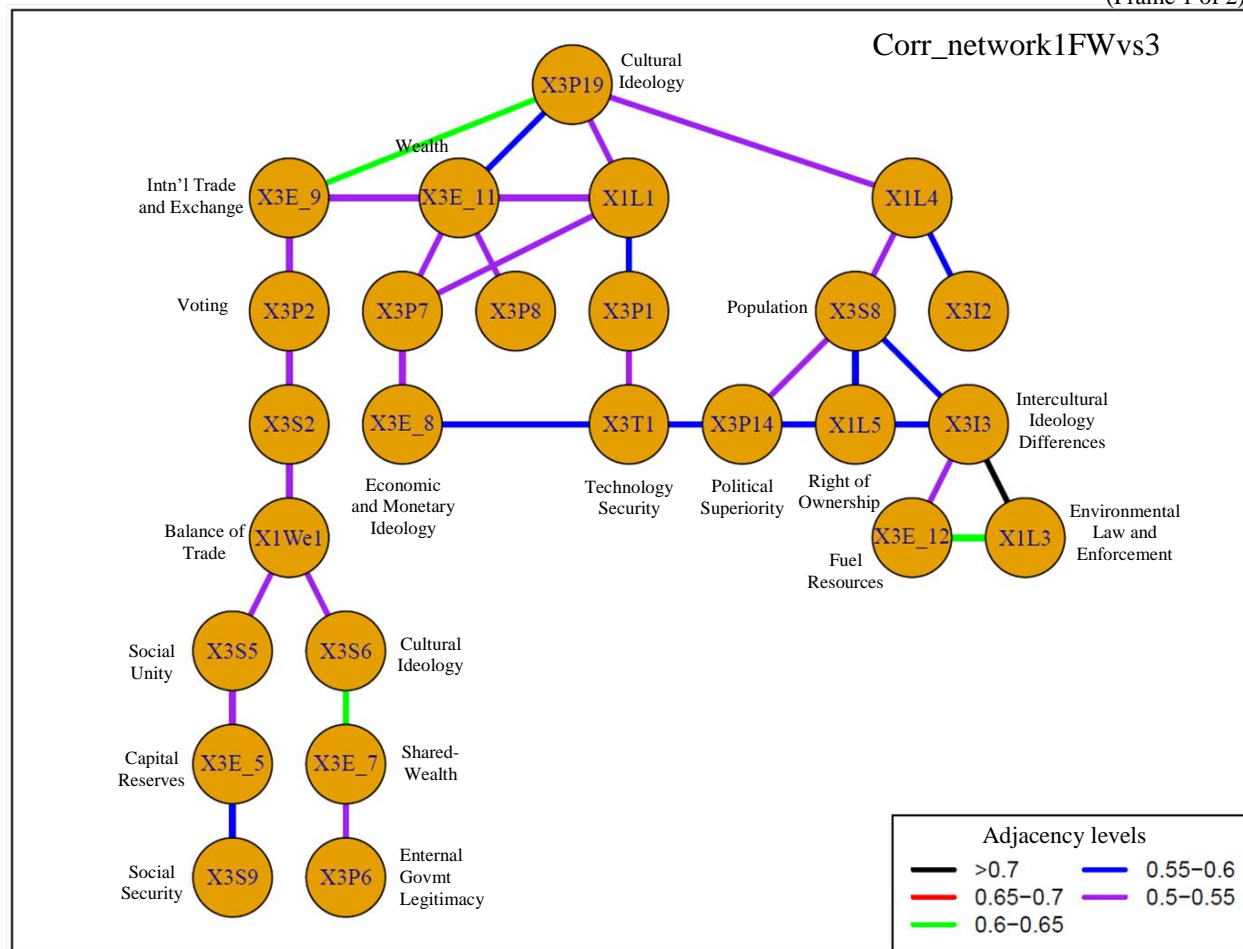 (Frame 1 of 2)
Corr_network1FWvs3
Cultural
Ideology
X3P19
Wealth
Intn’l Trade
and Exchange
X3E_9
X3E_11
X1L1
X1L4
Voting
X3P2
X3P7
X3P8
X3P1
Population
X3S8
X3I2
X3S2
X3E_8
X3T1
X3P14
X1L5
X3I3
Intercultural
Ideology
Differences
Economic
and Monetary
Ideology
Technology
Security
Political
Superiority
Right of
Ownership
Balance of
Trade
X1We1
X3E_12
X1L3
Fuel
Resources
Environmental
Law and
Enforcement
Social
Unity
X3S5
X3S6
Cultural
Ideology
Capital
Reserves
X3E_5
X3E_7
Shared-
Wealth
Social
Security
X3S9
X3P6
Enternal
Govmt
Legitimacy
Adjacency levels
>0.7
0.65–0.7
0.6–0.65
0.55–0.6
0.5–0.55